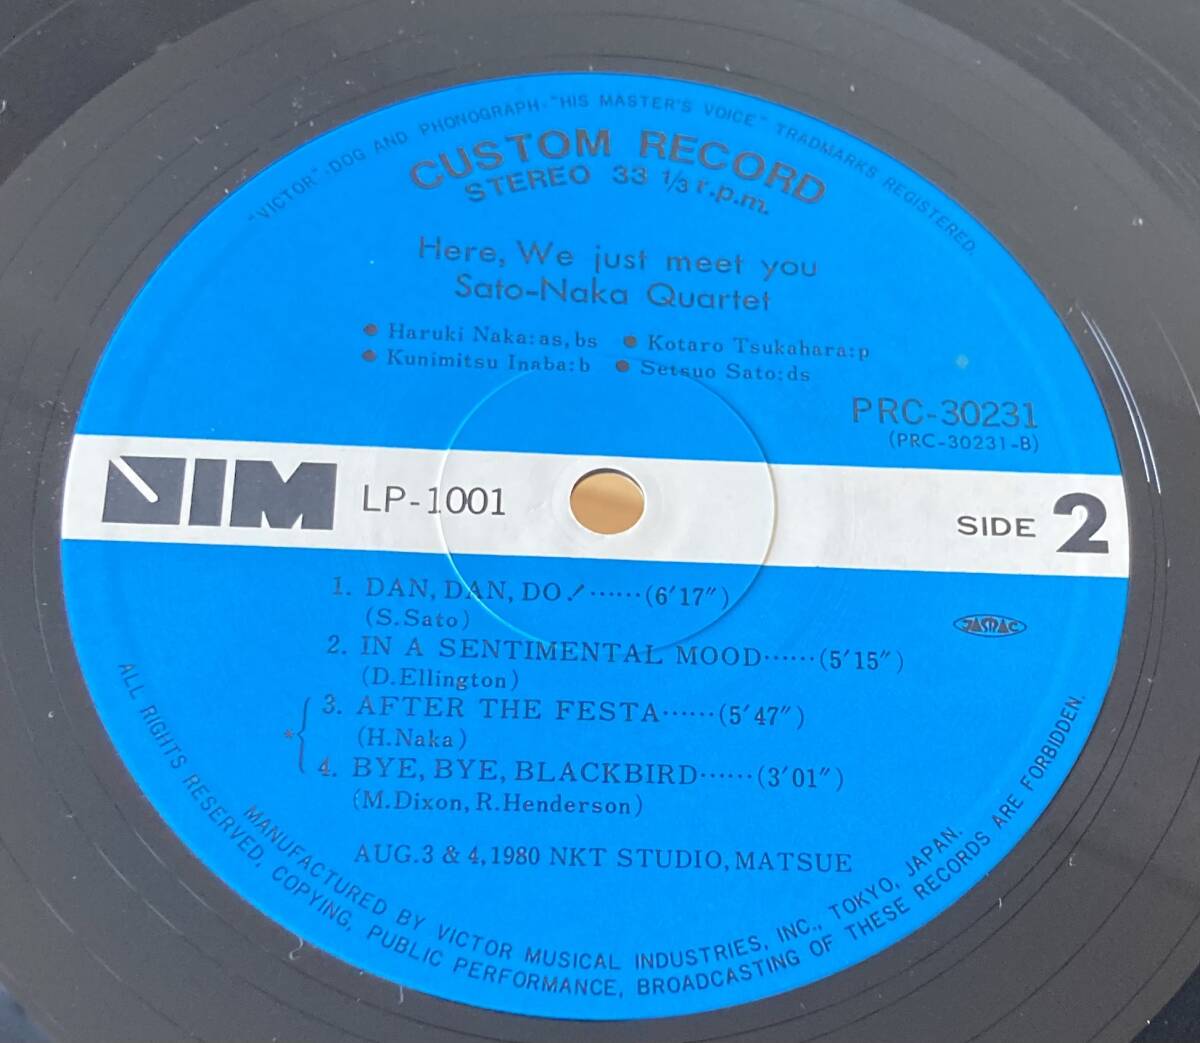 "VICTOR"-DOG AND PHONOGRAPH-"HIS MASTER'S VOICE" TRADMARKS REGISTERED.
CUSTOM RECORD
STEREO 33 1/3 r.p.m.
Here, We just meet you
Sato-Naka Quartet
● Haruki Naka:as, bs ● Kotaro Tsukahara:p
● Kunimitsu Inaba:b ● Setsuo Sato:ds
PRC-30231
(PRC-30231-B)
JIM LP-1001 SIDE 2
1. DAN, DAN, DO!······(6′17″)
(S.Sato)
JASRAC
2. IN A SENTIMENTAL MOOD······(5′15″)
(D.Ellington)
* { 3. AFTER THE FESTA······(5′47″)
(H.Naka)
4. BYE, BYE, BLACKBIRD······(3′01″)
(M.Dixon, R.Henderson)
AUG.3 & 4, 1980 NKT STUDIO, MATSUE
MANUFACTURED BY VICTOR MUSICAL INDUSTRIES, INC., TOKYO, JAPAN.
ALL RIGHTS RESERVED, COPYING, PUBLIC PERFORMANCE, BROADCASTING OF THESE RECORDS ARE FORBIDDEN.